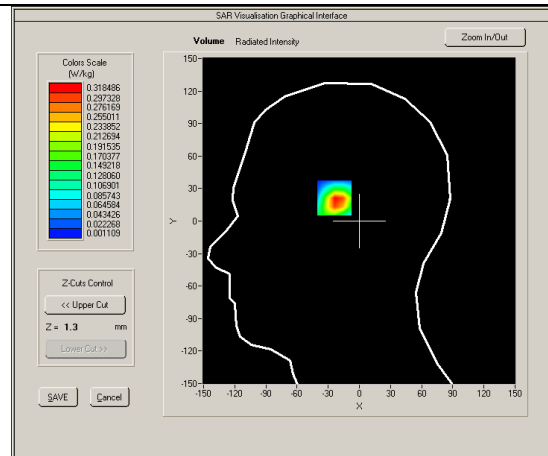 SAR Visualisation Graphical Interface
Volume Radiated Intensity
Zoom In/Out
Colors Scale
(W/kg)
0.318486
0.297328
0.276169
0.255011
0.233852
0.212694
0.191535
0.170377
0.149218
0.128060
0.106901
0.085743
0.064584
0.043426
0.022268
0.001109
Z-Cuts Control
<< Upper Cut
Z = 1.3 mm
Lower Cut >>
SAVE Cancel
150
120
90
60
30
0
-30
-60
-90
-120
-150
Y
-150 -120 -90 -60 -30 0 30 60 90 120 150
X